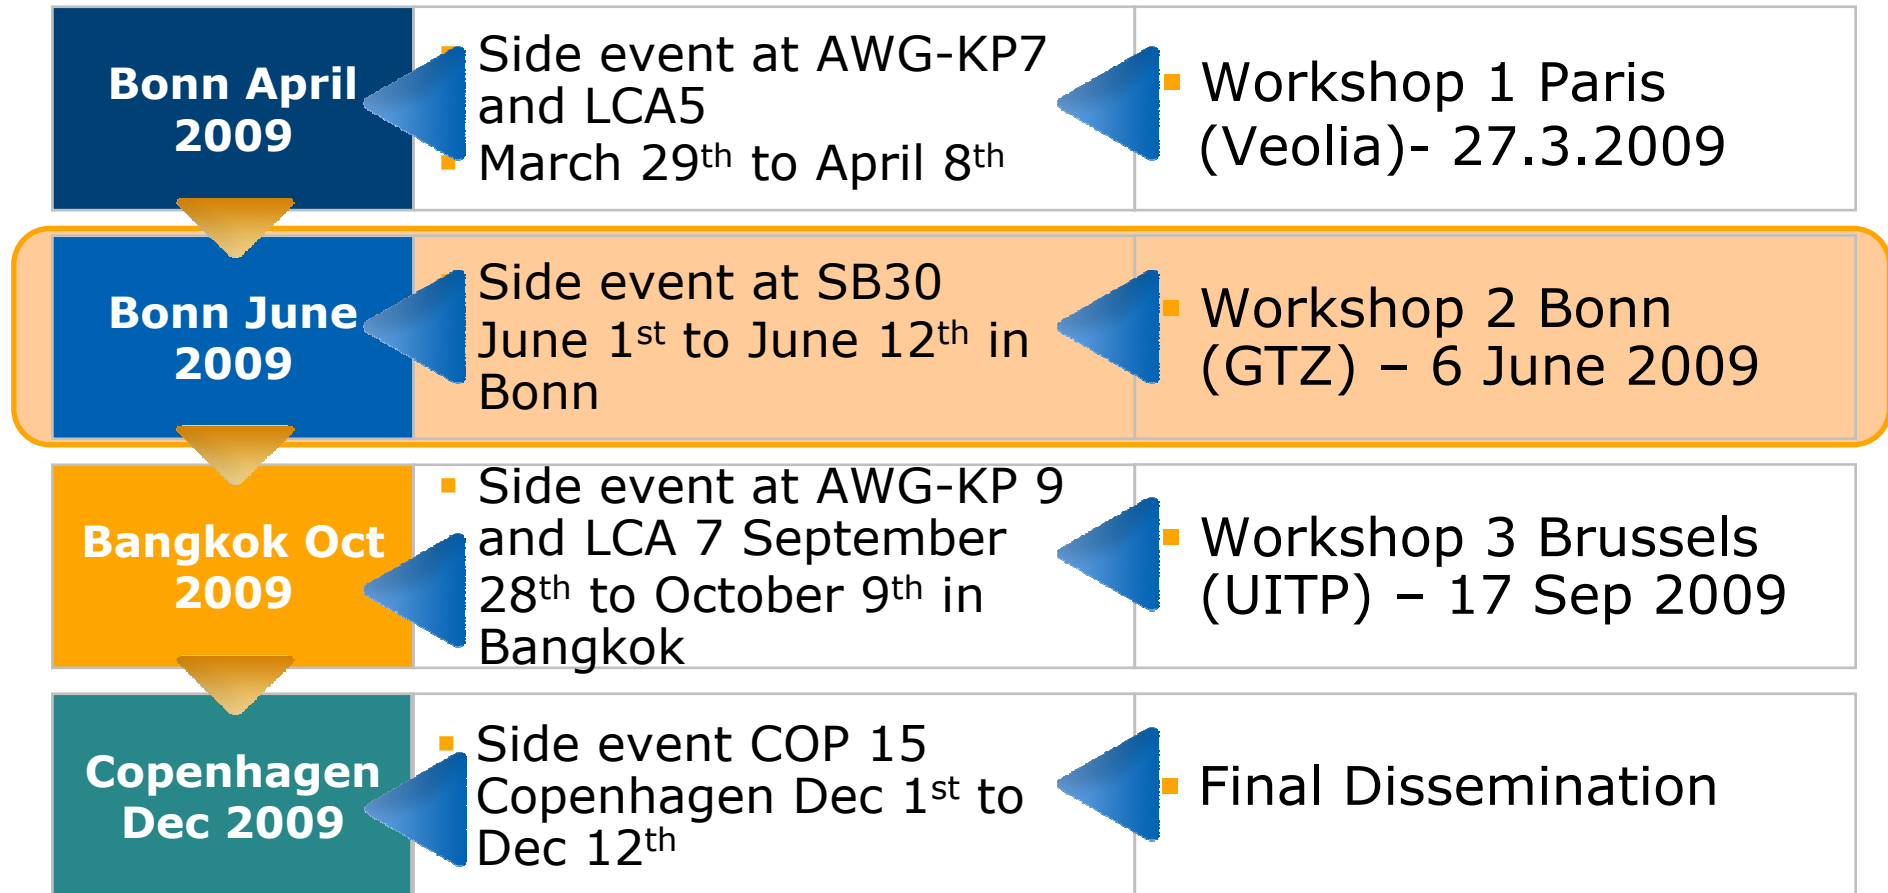 Bonn April
2009
Side event at AWG-KP7
and LCA5
March 29th to April 8th
Workshop 1 Paris
(Veolia)- 27.3.2009
Bonn June
2009
Side event at SB30
June 1st to June 12th in
Bonn
Workshop 2 Bonn
(GTZ) – 6 June 2009
Bangkok Oct
2009
Side event at AWG-KP 9
and LCA 7 September
28th to October 9th in
Bangkok
Workshop 3 Brussels
(UITP) – 17 Sep 2009
Copenhagen
Dec 2009
Side event COP 15
Copenhagen Dec 1st to
Dec 12th
Final Dissemination